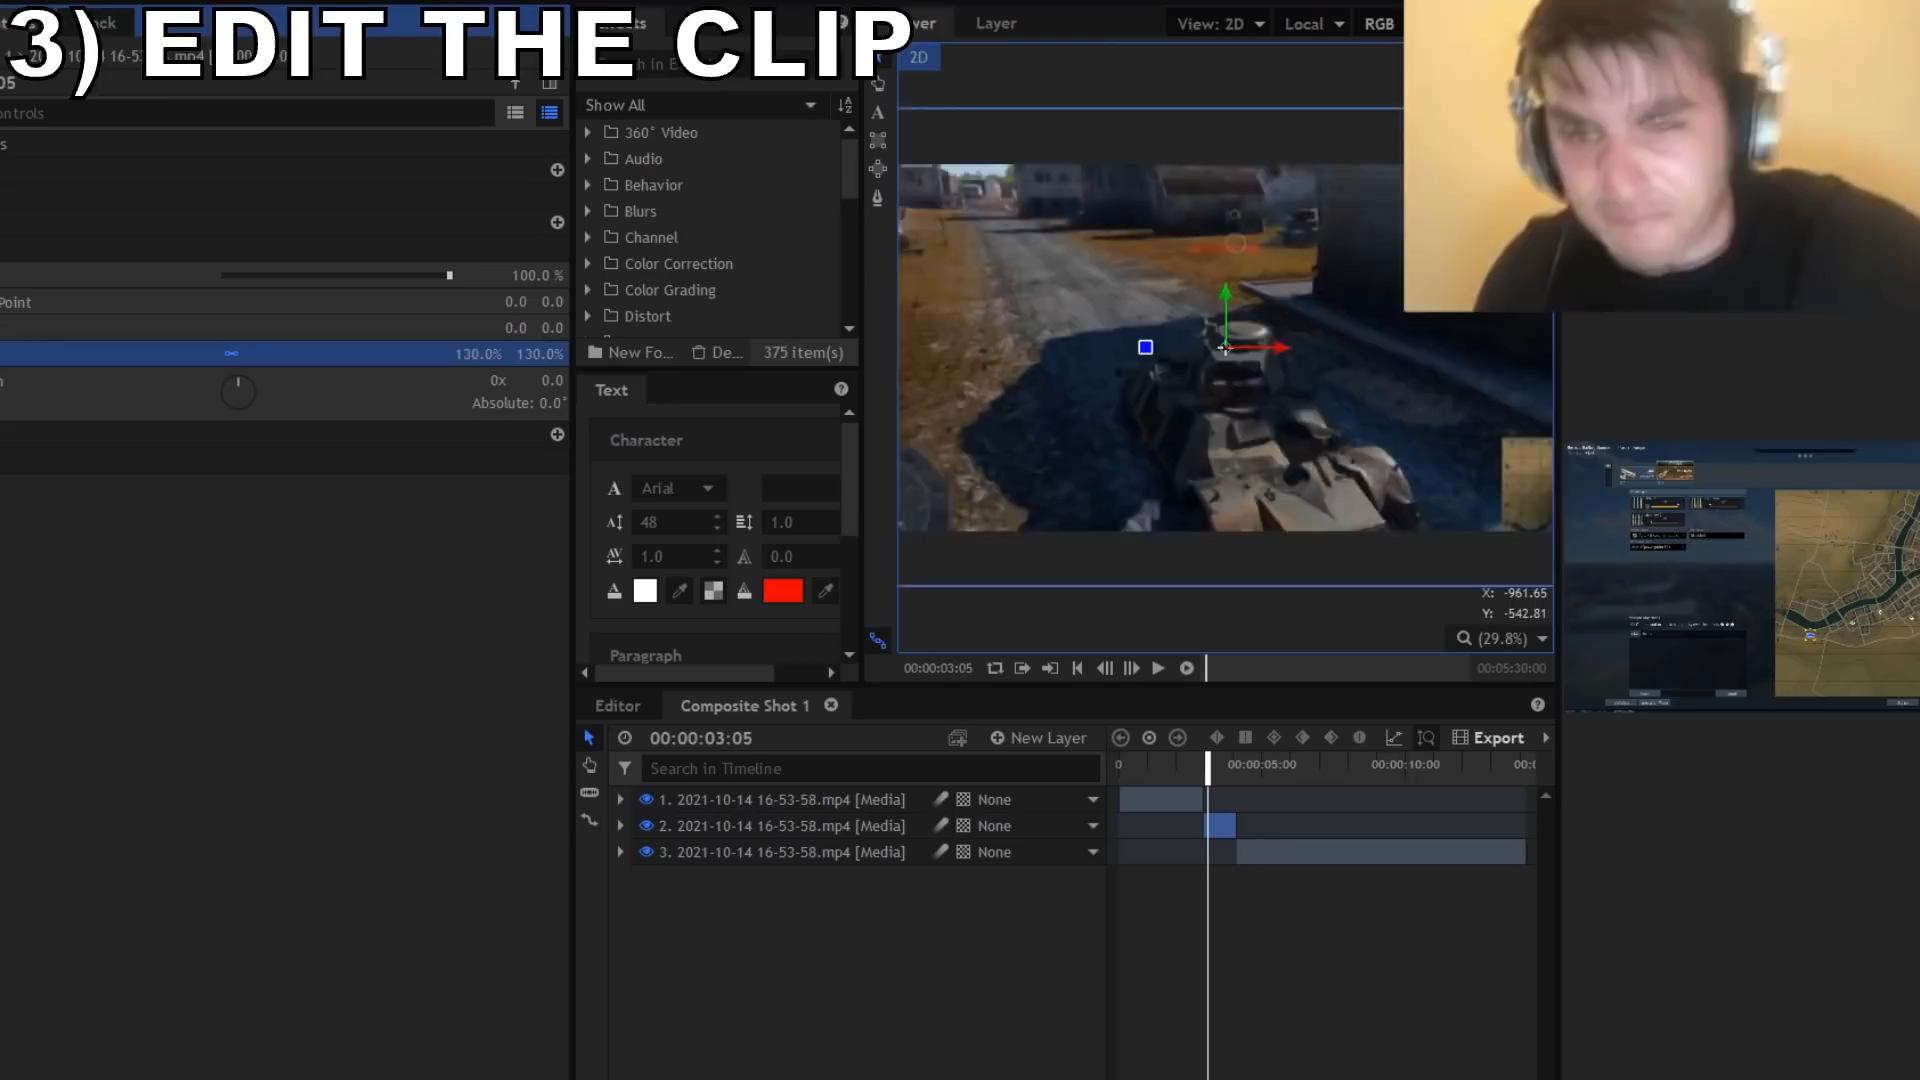 3) EDIT THE CLIP
ack
ver
Layer
View: 2D
Local
RGB
2D
05
ontrols
s
Show All
360° Video
Audio
Behavior
Blurs
Channel
Color Correction
Color Grading
Distort
New Fo...
De...
375 item(s)
100.0 %
Point
0.0 0.0
0.0 0.0
130.0% 130.0%
n
0x 0.0
Absolute: 0.0°
Text
Character
Arial
48
1.0
1.0
0.0
Paragraph
X: -961.65
Y: -542.81
(29.8%)
00:00:03:05
00:05:30:00
Editor
Composite Shot 1
00:00:03:05
New Layer
Export
Search in Timeline
0
00:00:05:00
00:00:10:00
00:0
1. 2021-10-14 16-53-58.mp4 [Media]
None
2. 2021-10-14 16-53-58.mp4 [Media]
None
3. 2021-10-14 16-53-58.mp4 [Media]
None